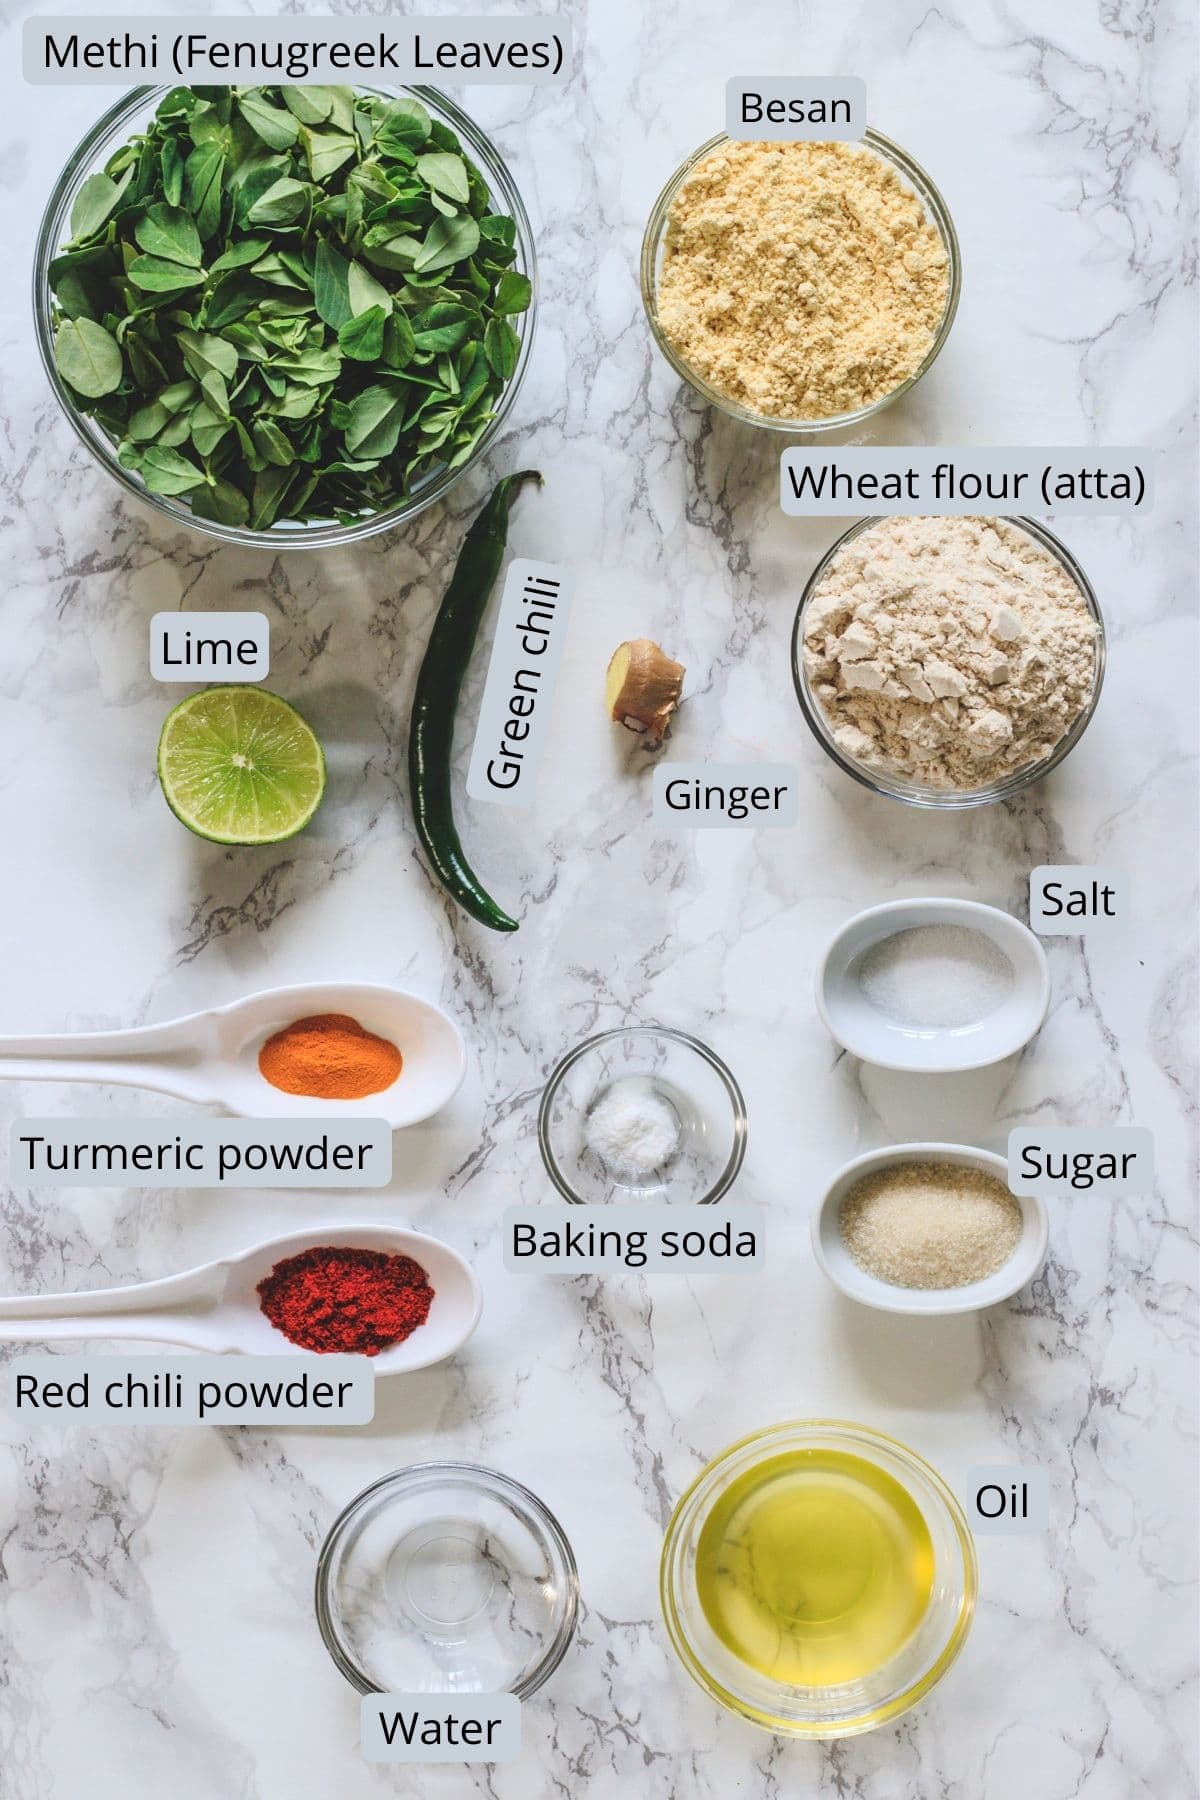 Methi (Fenugreek Leaves)
Besan
Wheat flour (atta)
Green chili
Lime
Ginger
Salt
Turmeric powder
Sugar
Baking soda
Red chili powder
Oil
Water